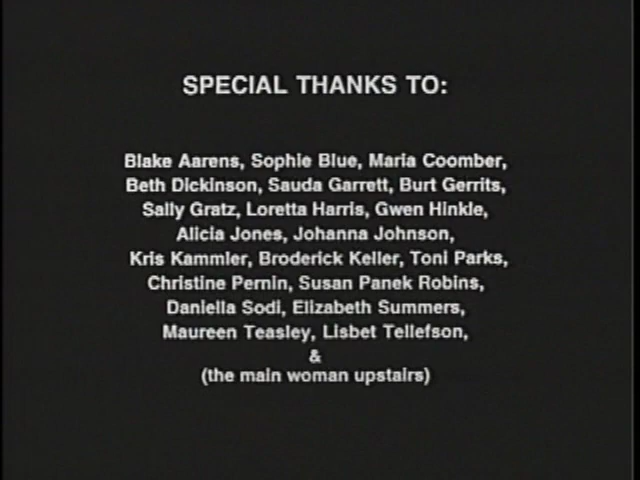 SPECIAL THANKS TO:
Blake Aarens, Sophie Blue, Maria Coomber,
Beth Dickinson, Sauda Garrett, Burt Gerrits,
Sally Gratz, Loretta Harris, Gwen Hinkle,
Alicia Jones, Johanna Johnson,
Kris Kammler, Broderick Keller, Toni Parks,
Christine Pernin, Susan Panek Robins,
Daniella Sodi, Elizabeth Summers,
Maureen Teasley, Lisbet Tellefson,
&
(the main woman upstairs)